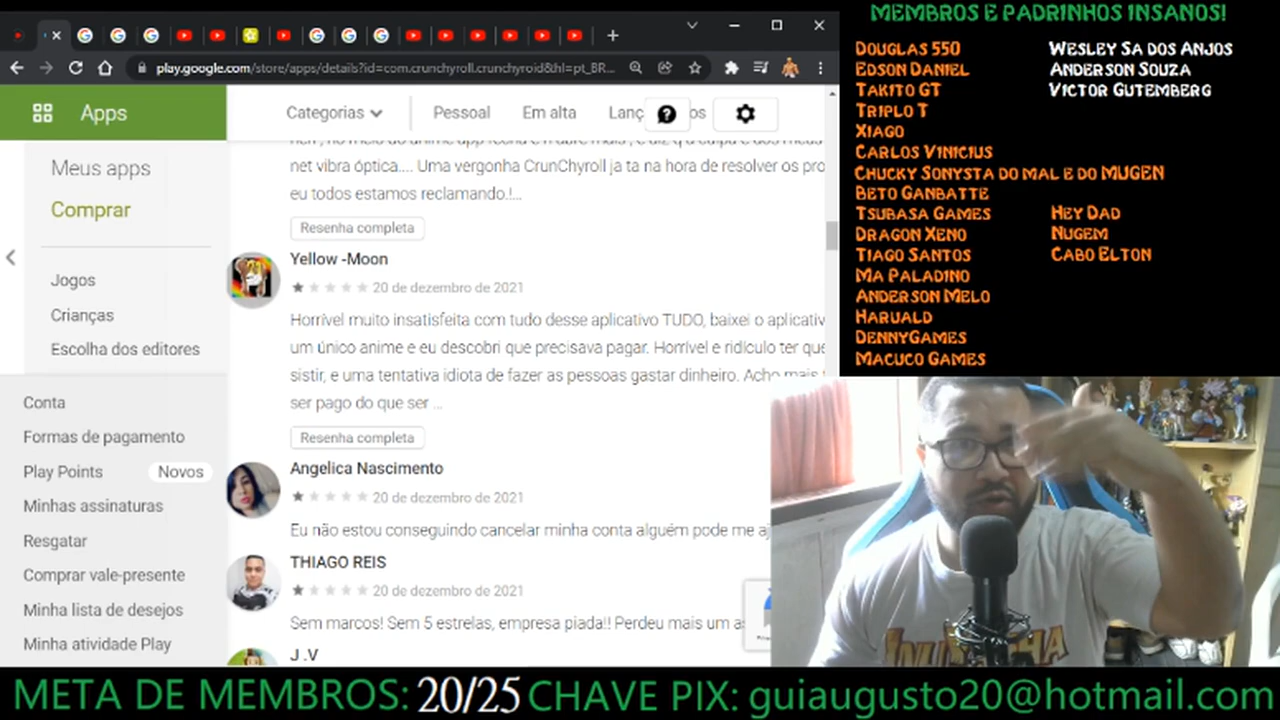 play.google.com/store/apps/details?id=com.crunchyroll.crunchyroid&hl=pt_BR...
Apps
Categorias
Pessoal
Em alta
Lanç
os
Meus apps
Comprar
Jogos
Crianças
Escolha dos editores
Conta
Formas de pagamento
Play Points
Novos
Minhas assinaturas
Resgatar
Comprar vale-presente
Minha lista de desejos
Minha atividade Play
net vibra óptica.... Uma vergonha CrunChyroll ja ta na hora de resolver os pro
eu todos estamos reclamando.!...
Resenha completa
Yellow -Moon
20 de dezembro de 2021
Horrível muito insatisfeita com tudo desse aplicativo TUDO, baixei o aplicativ
um único anime e eu descobri que precisava pagar. Horrível e ridículo ter que
sistir, e uma tentativa idiota de fazer as pessoas gastar dinheiro. Acho mais
ser pago do que ser ...
Resenha completa
Angelica Nascimento
20 de dezembro de 2021
Eu não estou conseguindo cancelar minha conta alguém pode me aj
THIAGO REIS
20 de dezembro de 2021
Sem marcos! Sem 5 estrelas, empresa piada!! Perdeu mais um as
J .V
MEMBROS E PADRINHOS INSANOS!
Douglas 550
Edson Daniel
Takito GT
Triplo T
Xiago
Carlos Vinicius
Chucky Sonysta do mal e do MUGEN
Beto Ganbatte
Tsubasa Games
Dragon Xeno
Tiago Santos
Ma Paladino
Anderson Melo
Haruald
DennyGames
Macuco Games
Wesley Sa dos Anjos
Anderson Souza
Victor Gutemberg
Hey Dad
Nugem
Cabo Elton
META DE MEMBROS: 20/25 CHAVE PIX: guiaugusto20@hotmail.com